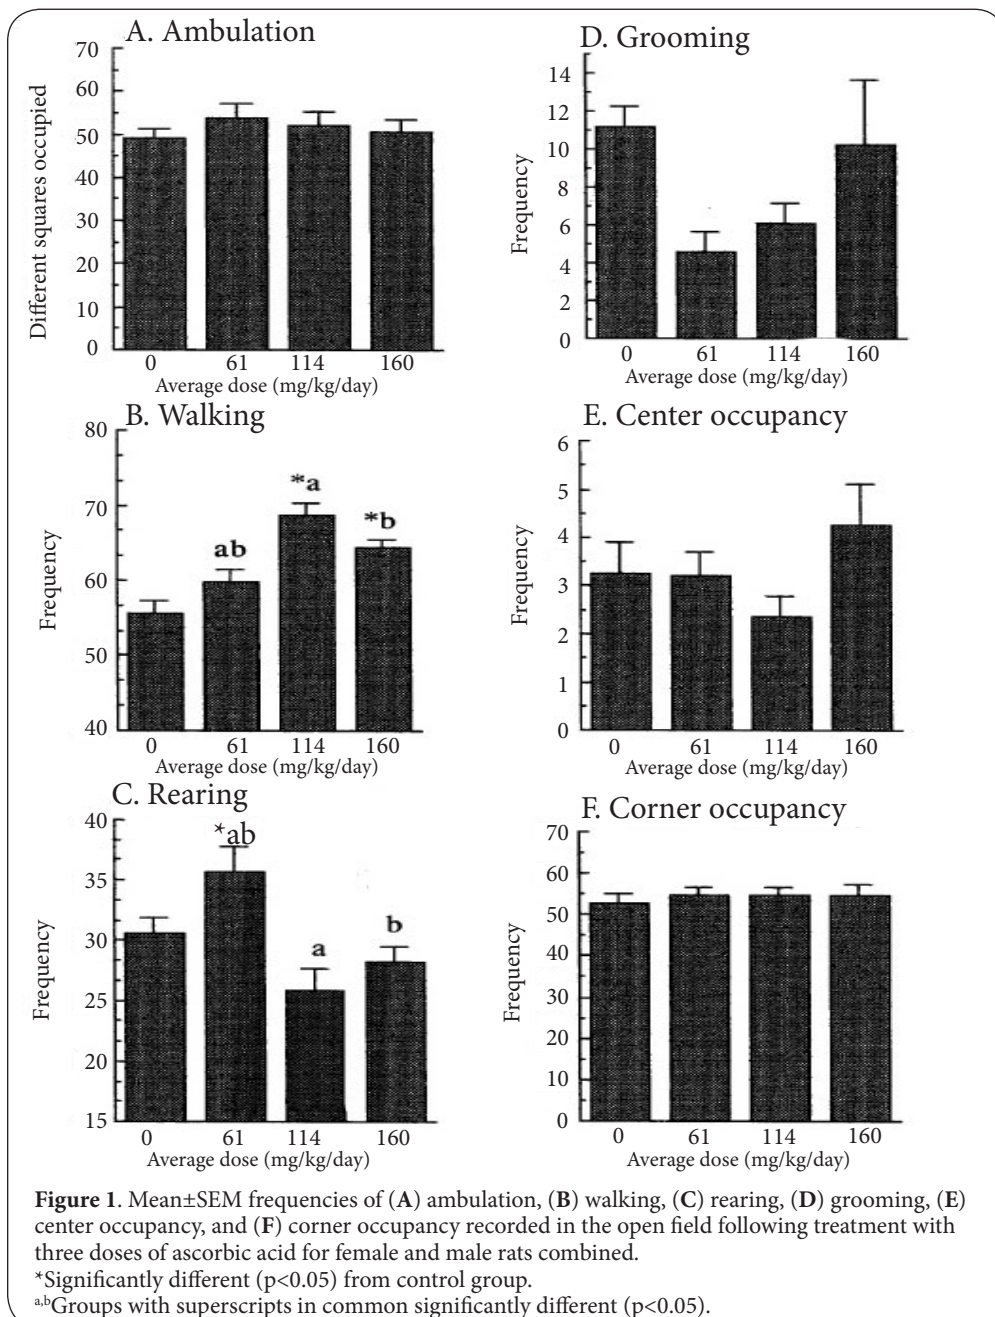 A. Ambulation
Different squares occupied
70
60
50
40
30
20
10
0
0 61 114 160
Average dose (mg/kg/day)
B. Walking
Frequency
80
70
60
50
40
ab
*a
*b
0 61 114 160
Average dose (mg/kg/day)
C. Rearing
Frequency
40
35
30
25
20
15
*ab
a
b
0 61 114 160
Average dose (mg/kg/day)
D. Grooming
Frequency
14
12
10
8
6
4
2
0
0 61 114 160
Average dose (mg/kg/day)
E. Center occupancy
Frequency
6
5
4
3
2
1
0
0 61 114 160
Average dose (mg/kg/day)
F. Corner occupancy
Frequency
70
60
50
40
30
20
10
0
0 61 114 160
Average dose (mg/kg/day)
Figure 1. Mean±SEM frequencies of (A) ambulation, (B) walking, (C) rearing, (D) grooming, (E)
center occupancy, and (F) corner occupancy recorded in the open field following treatment with
three doses of ascorbic acid for female and male rats combined.
*Significantly different (p<0.05) from control group.
a,bGroups with superscripts in common significantly different (p<0.05).